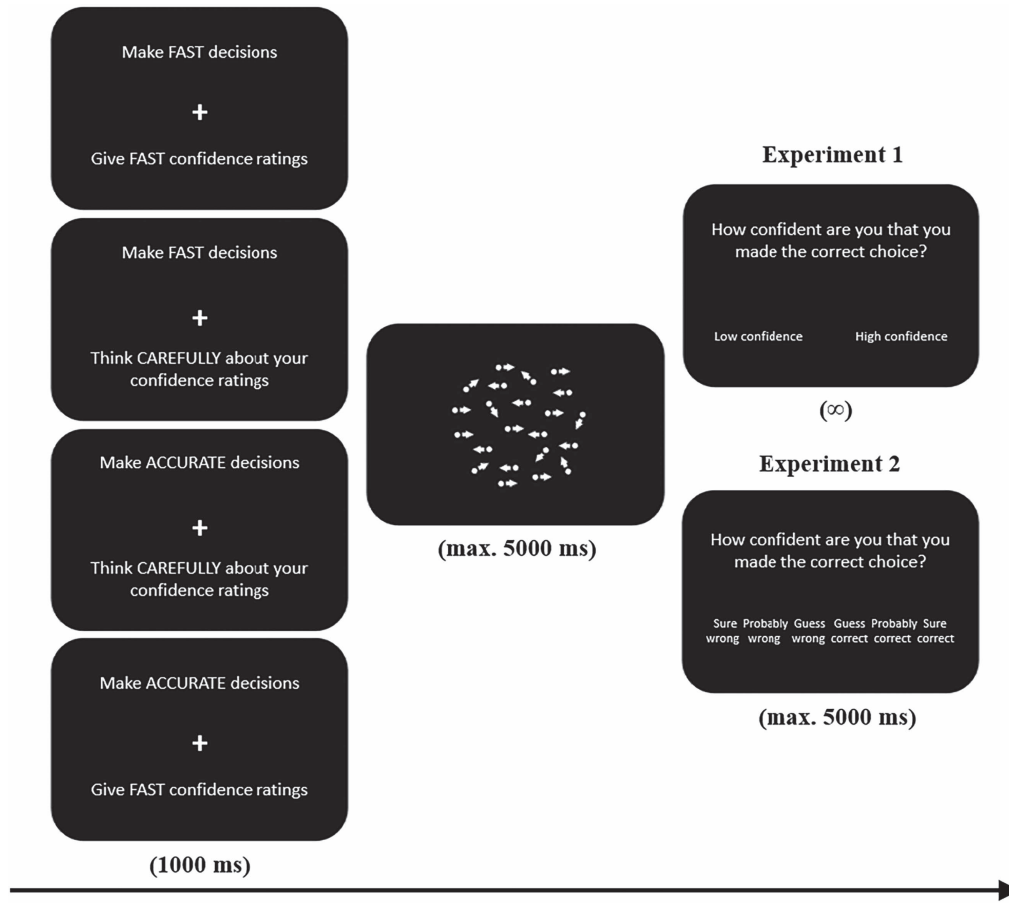 Make FAST decisions
+
Give FAST confidence ratings
Make FAST decisions
+
Think CAREFULLY about your
confidence ratings
Make ACCURATE decisions
+
Think CAREFULLY about your
confidence ratings
Make ACCURATE decisions
+
Give FAST confidence ratings
(1000 ms)
(max. 5000 ms)
Experiment 1
How confident are you that you
made the correct choice?
Low confidence High confidence
(∞)
Experiment 2
How confident are you that you
made the correct choice?
Sure Probably Guess Guess Probably Sure
wrong wrong wrong correct correct correct
(max. 5000 ms)